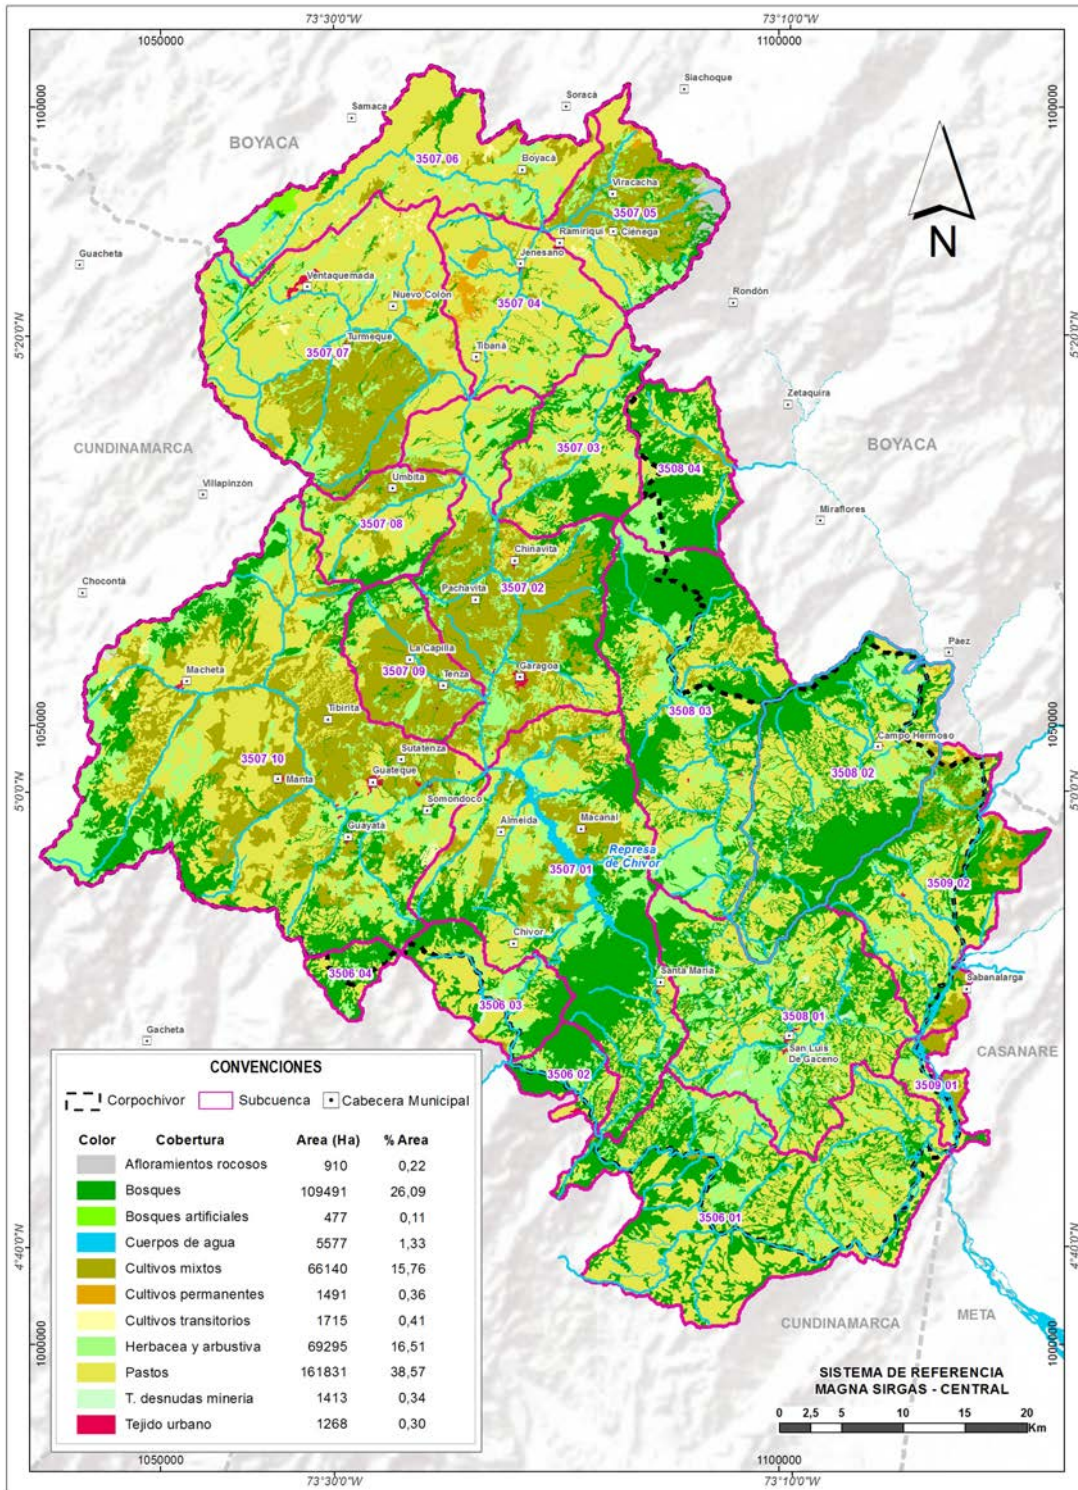 73°30'0"W
73°10'0"W
1050000
1100000
1100000
1100000
Siachoque
Soracá
Samaca
BOYACA
3507 06
Boyacá
Viracacha
3507 05
Ciénega
Ramiriquí
Guacheta
Jenesano
N
Ventaquemada
Nuevo Colón
3507 04
Rondón
5°20'0"N
5°20'0"N
Turmeque
3507 07
Tibaná
Zetaquira
CUNDINAMARCA
3507 03
BOYACA
3508 04
Umbita
Villapinzón
Miraflores
3507 08
Chinavita
Chocontá
Pachavita
3507 02
Páez
La Capilla
3507 09
Tenza
Garagoa
Macheta
3508 03
Tibirita
1050000
1050000
Campo Hermoso
3507 10
Sutatenza
3508 02
Manta
Guateque
5°0'0"N
5°0'0"N
Somondoco
Guayatá
Almeida
Macanal
Represa
de Chivor
3507 01
3509 02
Chivor
3506 04
Santa María
Sabanalarga
3506 03
3508 01
Gacheta
San Luis
De Gaceno
CASANARE
3506 02
3509 01
3506 01
4°40'0"N
4°40'0"N
CUNDINAMARCA
META
1000000
1000000
CONVENCIONES
Corpochivor Subcuenca Cabecera Municipal
Color Cobertura Area (Ha) % Area
Afloramientos rocosos 910 0,22
Bosques 109491 26,09
Bosques artificiales 477 0,11
Cuerpos de agua 5577 1,33
Cultivos mixtos 66140 15,76
Cultivos permanentes 1491 0,36
Cultivos transitorios 1715 0,41
Herbacea y arbustiva 69295 16,51
Pastos 161831 38,57
T. desnudas mineria 1413 0,34
Tejido urbano 1268 0,30
SISTEMA DE REFERENCIA
MAGNA SIRGAS - CENTRAL
0 2,5 5 10 15 20
Km
1050000
1100000
73°30'0"W
73°10'0"W